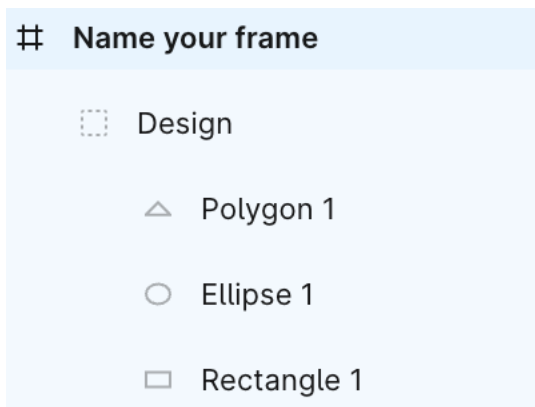 Name your frame
Design
Polygon 1
Ellipse 1
Rectangle 1